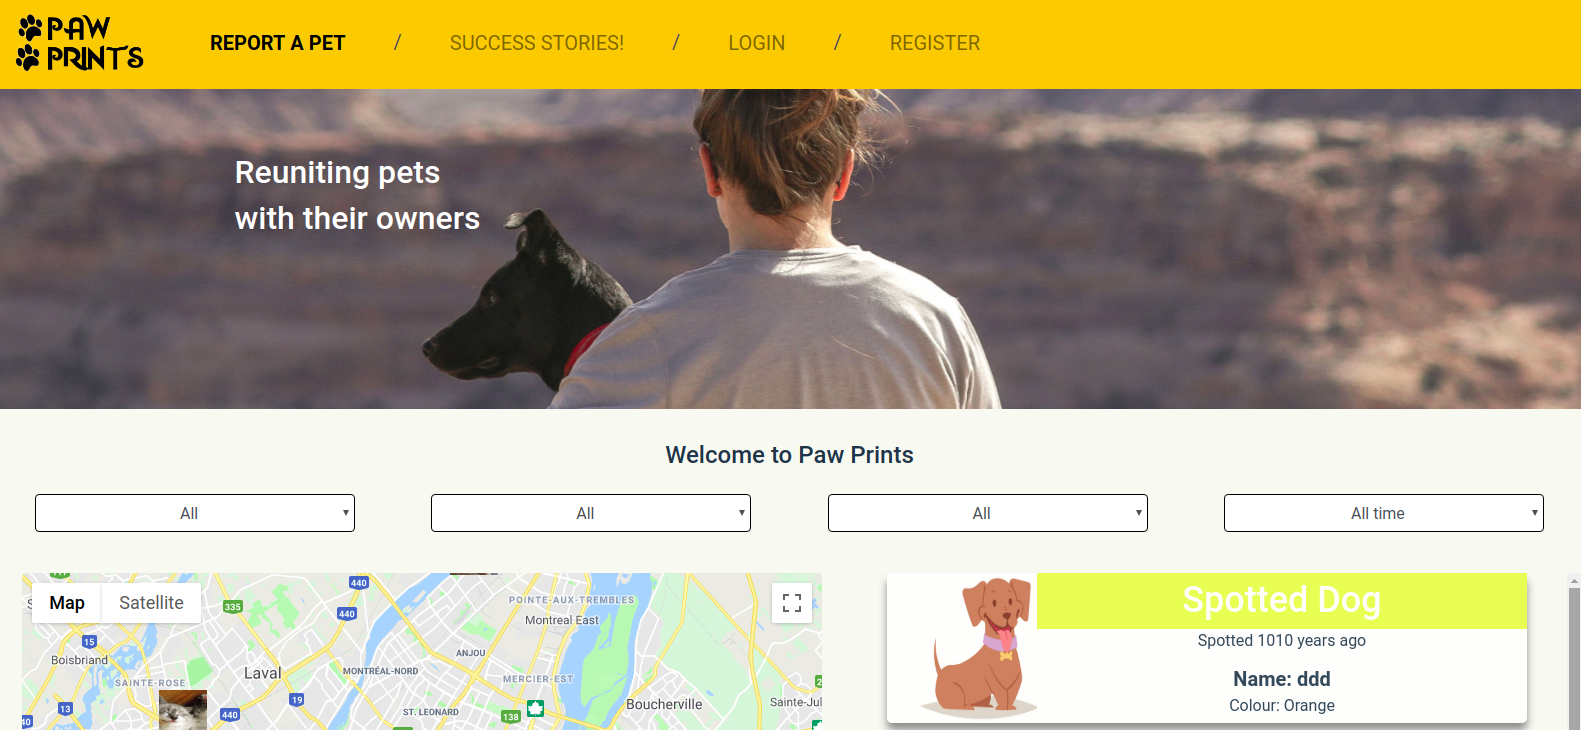 PAW
PRINTS
REPORT A PET / SUCCESS STORIES! / LOGIN / REGISTER
Reuniting pets
with their owners
Welcome to Paw Prints
All
All
All
All time
Map
Satellite
440
335
440
POINTE-AUX-TREMBLES
Montreal East
15
Boisbriand
ANJOU
Laval
MONTRÉAL-NORD
SAINTE-ROSE
MERCIER-EST
19
13
440
ST. LEONARD
138
Boucherville
Sainte-Jul
40
Spotted Dog
Spotted 1010 years ago
Name: ddd
Colour: Orange